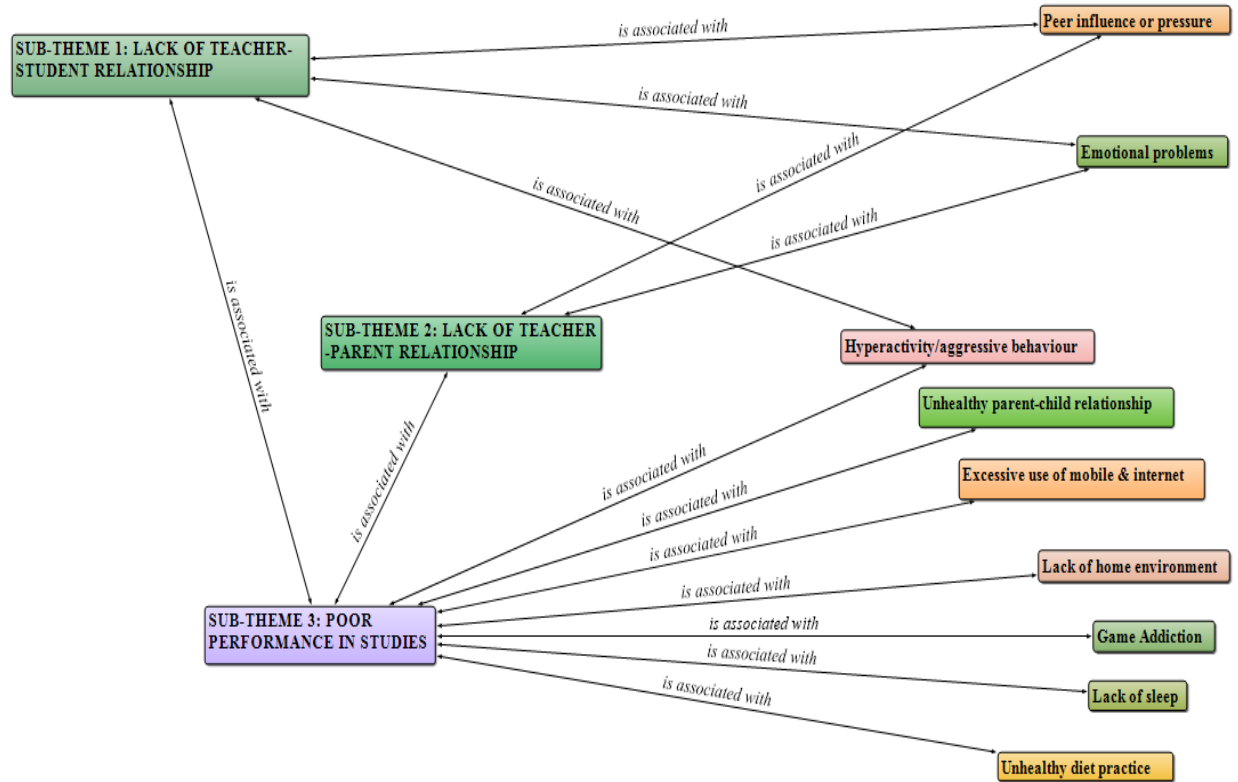 Peer influence or pressure
is associated with
SUB-THEME 1: LACK OF TEACHER-
STUDENT RELATIONSHIP
is associated with
Emotional problems
is associated with
is associated with
is associated with
is associated with
SUB-THEME 2: LACK OF TEACHER
-PARENT RELATIONSHIP
Hyperactivity/aggressive behaviour
Unhealthy parent-child relationship
is associated with
is associated with
Excessive use of mobile & internet
is associated with
is associated with
Lack of home environment
is associated with
SUB-THEME 3: POOR
PERFORMANCE IN STUDIES
is associated with
Game Addiction
is associated with
Lack of sleep
is associated with
Unhealthy diet practice